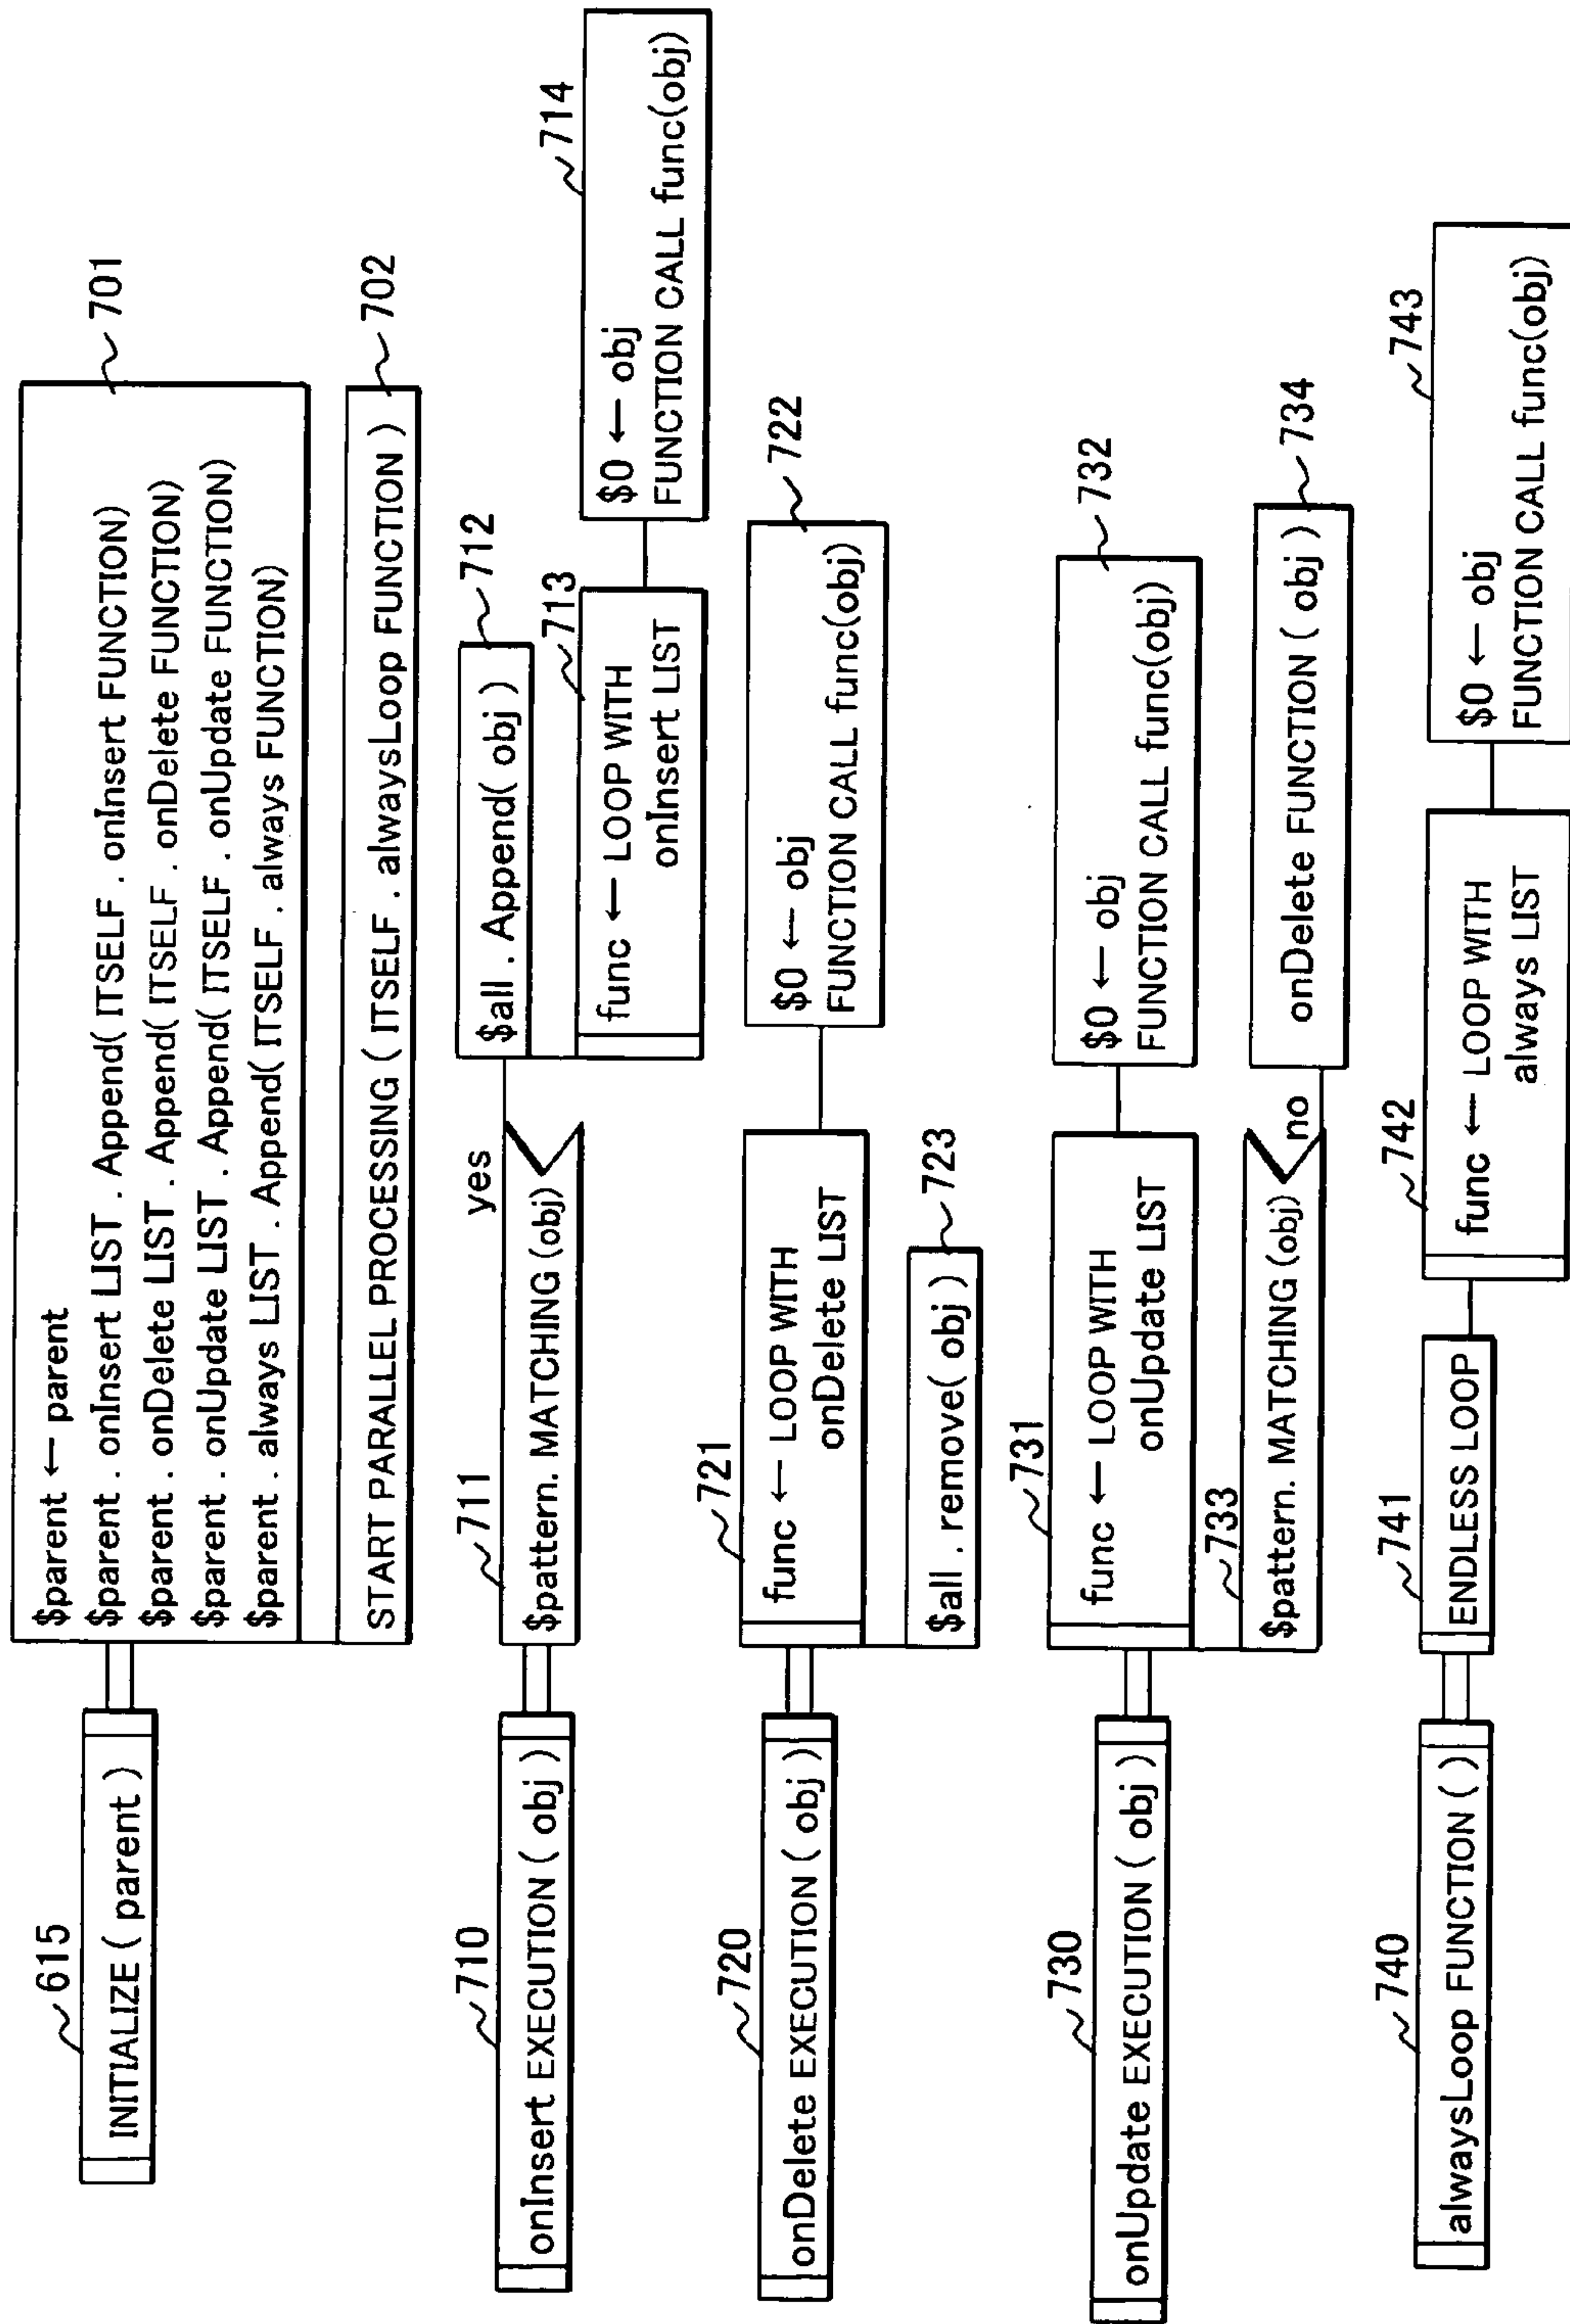 615
INITIALIZE ( parent )
701
$parent ← parent
$parent . onInsert LIST . Append( ITSELF . onInsert FUNCTION)
$parent . onDelete LIST . Append( ITSELF . onDelete FUNCTION)
$parent . onUpdate LIST . Append( ITSELF . onUpdate FUNCTION)
$parent . always LIST . Append( ITSELF . always FUNCTION)
702
START PARALLEL PROCESSING ( ITSELF . alwaysLoop FUNCTION )
710
onInsert EXECUTION ( obj )
711
$pattern. MATCHING (obj)
yes
712
$all . Append( obj )
713
func ← LOOP WITH
onInsert LIST
714
$0 ← obj
FUNCTION CALL func(obj)
720
onDelete EXECUTION ( obj )
721
func ← LOOP WITH
onDelete LIST
722
$0 ← obj
FUNCTION CALL func(obj)
723
$all . remove( obj )
730
onUpdate EXECUTION ( obj )
731
func ← LOOP WITH
onUpdate LIST
732
$0 ← obj
FUNCTION CALL func(obj)
733
$pattern. MATCHING (obj)
no
734
onDelete FUNCTION ( obj )
740
alwaysLoop FUNCTION ( )
741
ENDLESS LOOP
742
func ← LOOP WITH
always LIST
743
$0 ← obj
FUNCTION CALL func(obj)